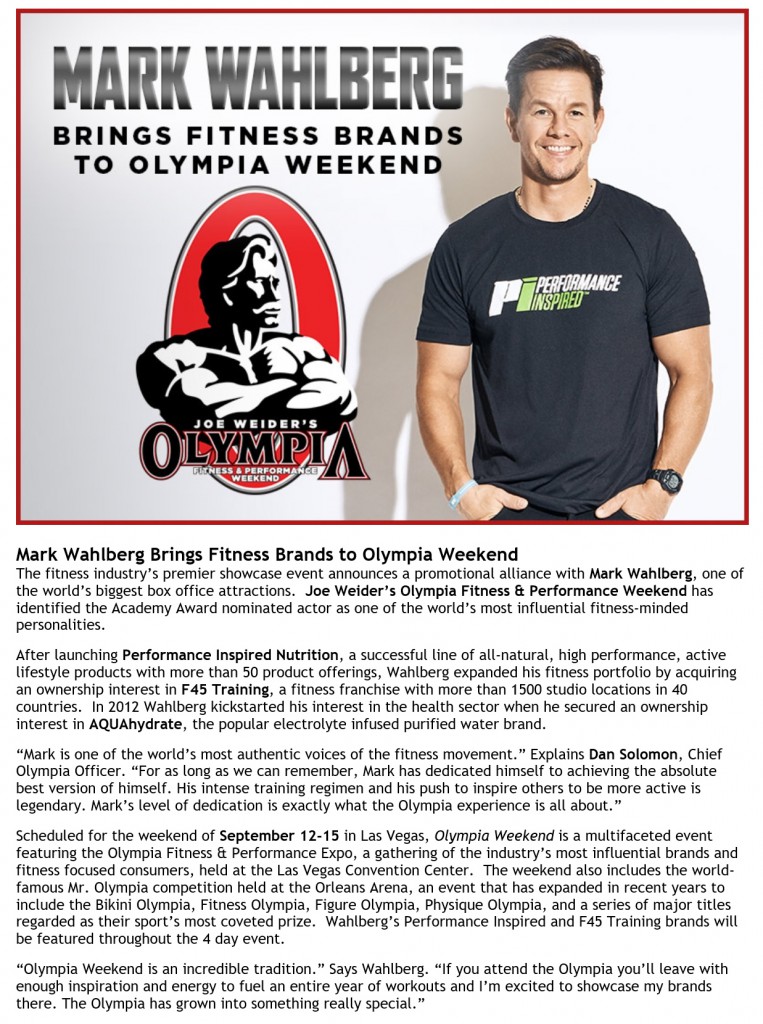 MARK WAHLBERG
BRINGS FITNESS BRANDS
TO OLYMPIA WEEKEND
Pi PERFORMANCE
INSPIRED™
JOE WEIDER'S
OLYMPIA
FITNESS & PERFORMANCE
WEEKEND
Mark Wahlberg Brings Fitness Brands to Olympia Weekend
The fitness industry's premier showcase event announces a promotional alliance with Mark Wahlberg, one of
the world's biggest box office attractions.  Joe Weider's Olympia Fitness & Performance Weekend has
identified the Academy Award nominated actor as one of the world's most influential fitness-minded
personalities.
After launching Performance Inspired Nutrition, a successful line of all-natural, high performance, active
lifestyle products with more than 50 product offerings, Wahlberg expanded his fitness portfolio by acquiring
an ownership interest in F45 Training, a fitness franchise with more than 1500 studio locations in 40
countries.  In 2012 Wahlberg kickstarted his interest in the health sector when he secured an ownership
interest in AQUAhydrate, the popular electrolyte infused purified water brand.
“Mark is one of the world's most authentic voices of the fitness movement.” Explains Dan Solomon, Chief
Olympia Officer. “For as long as we can remember, Mark has dedicated himself to achieving the absolute
best version of himself. His intense training regimen and his push to inspire others to be more active is
legendary. Mark's level of dedication is exactly what the Olympia experience is all about.”
Scheduled for the weekend of September 12-15 in Las Vegas, Olympia Weekend is a multifaceted event
featuring the Olympia Fitness & Performance Expo, a gathering of the industry's most influential brands and
fitness focused consumers, held at the Las Vegas Convention Center.  The weekend also includes the world-
famous Mr. Olympia competition held at the Orleans Arena, an event that has expanded in recent years to
include the Bikini Olympia, Fitness Olympia, Figure Olympia, Physique Olympia, and a series of major titles
regarded as their sport's most coveted prize.  Wahlberg's Performance Inspired and F45 Training brands will
be featured throughout the 4 day event.
“Olympia Weekend is an incredible tradition.” Says Wahlberg. “If you attend the Olympia you'll leave with
enough inspiration and energy to fuel an entire year of workouts and I'm excited to showcase my brands
there. The Olympia has grown into something really special.”